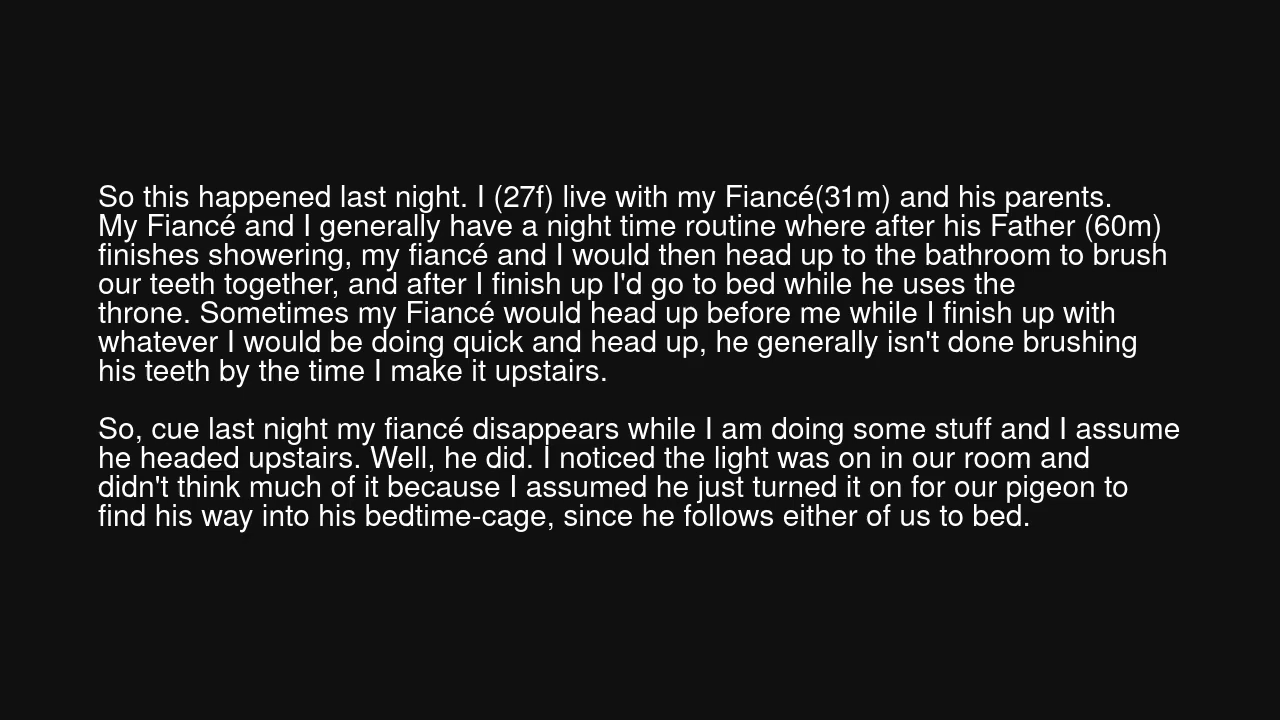 So this happened last night. I (27f) live with my Fiancé(31m) and his parents.
My Fiancé and I generally have a night time routine where after his Father (60m)
finishes showering, my fiancé and I would then head up to the bathroom to brush
our teeth together, and after I finish up I'd go to bed while he uses the
throne. Sometimes my Fiancé would head up before me while I finish up with
whatever I would be doing quick and head up, he generally isn't done brushing
his teeth by the time I make it upstairs.
So, cue last night my fiancé disappears while I am doing some stuff and I assume
he headed upstairs. Well, he did. I noticed the light was on in our room and
didn't think much of it because I assumed he just turned it on for our pigeon to
find his way into his bedtime-cage, since he follows either of us to bed.